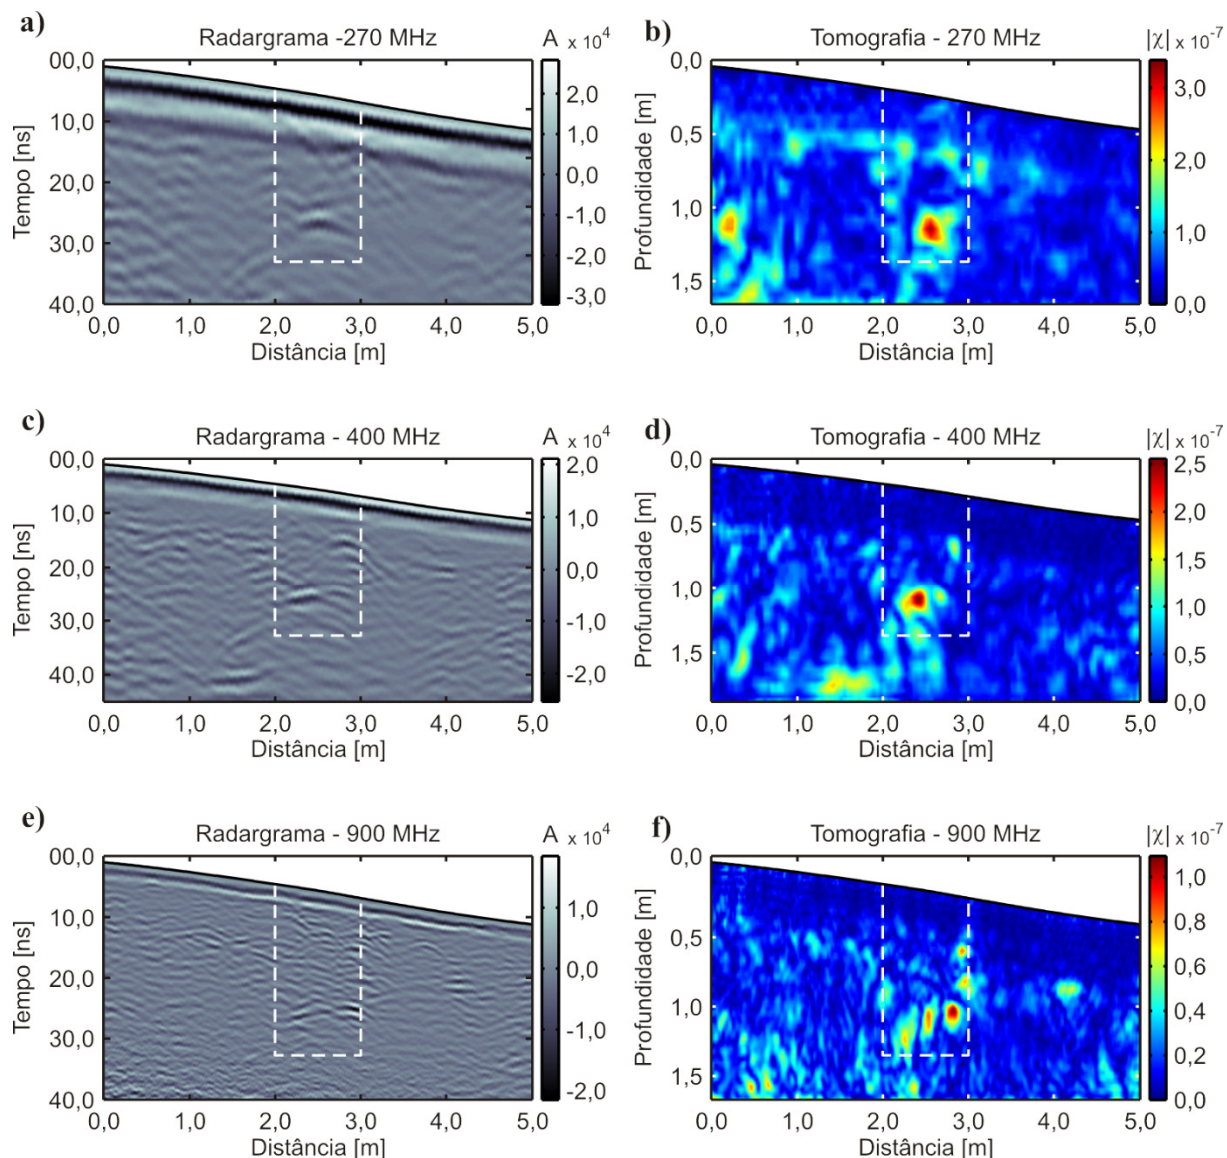 a)
Radargrama -270 MHz
A x 10⁴
00,0
10,0
20,0
30,0
40,0
Tempo [ns]
0,0 1,0 2,0 3,0 4,0 5,0
Distância [m]
2,0
1,0
0,0
-1,0
-2,0
-3,0
b)
Tomografia - 270 MHz
|χ| x 10⁻⁷
0,0
0,5
1,0
1,5
Profundidade [m]
0,0 1,0 2,0 3,0 4,0 5,0
Distância [m]
3,0
2,0
1,0
0,0
c)
Radargrama - 400 MHz
A x 10⁴
00,0
10,0
20,0
30,0
40,0
Tempo [ns]
0,0 1,0 2,0 3,0 4,0 5,0
Distância [m]
2,0
1,0
0,0
-1,0
-2,0
d)
Tomografia - 400 MHz
|χ| x 10⁻⁷
0,0
0,5
1,0
1,5
Profundidade [m]
0,0 1,0 2,0 3,0 4,0 5,0
Distância [m]
2,5
2,0
1,5
1,0
0,5
0,0
e)
Radargrama - 900 MHz
A x 10⁴
00,0
10,0
20,0
30,0
40,0
Tempo [ns]
0,0 1,0 2,0 3,0 4,0 5,0
Distância [m]
1,0
0,0
-1,0
-2,0
f)
Tomografia - 900 MHz
|χ| x 10⁻⁷
0,0
0,5
1,0
1,5
Profundidade [m]
0,0 1,0 2,0 3,0 4,0 5,0
Distância [m]
1,0
0,8
0,6
0,4
0,2
0,0